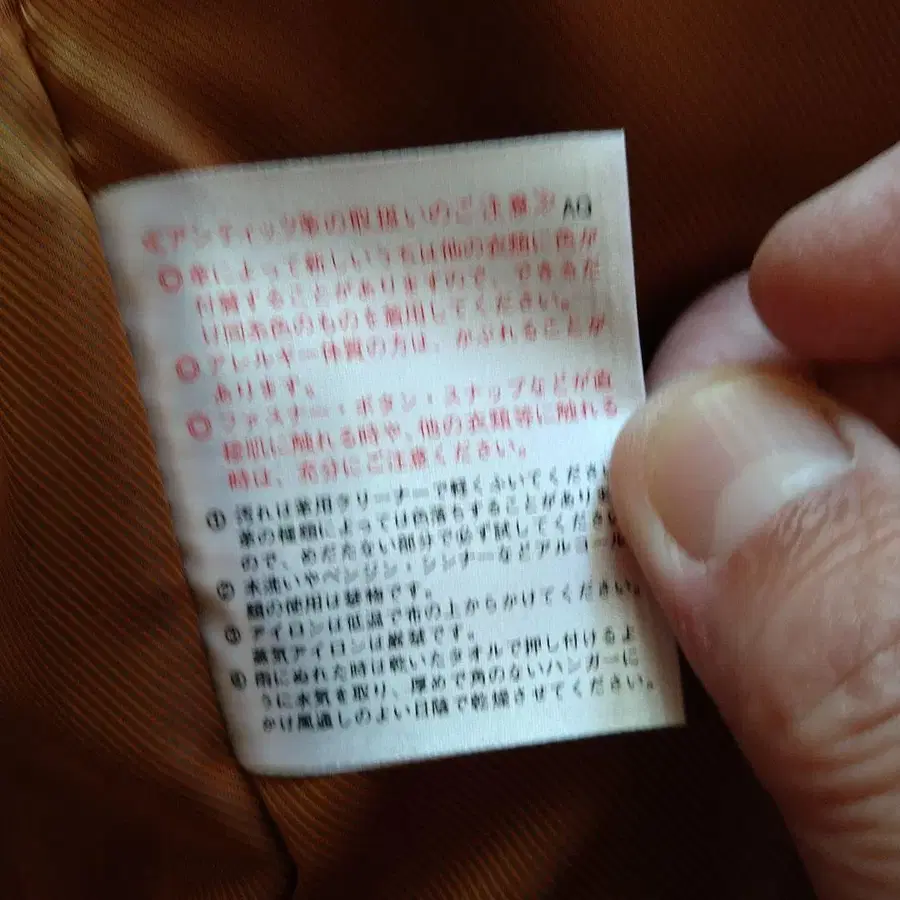 ≪アンティック革の取扱いのご注意≫ AG
◎革によって新しいうちは他の衣類に色が
付着することがありますので、できるだ
け同系色のものを着用してください。
◎アレルギー体質の方は、かぶれることが
あります。
◎ファスナー・ボタン・スナップなどが直
接肌に触れる時や、他の衣類等に触れる
時は、充分にご注意ください。
①汚れは革用クリーナーで軽くふいてくださ
革の種類によっては色落ちすることがあり
ので、めだたない部分で必ず試してくださ
②水洗いやベンジン・シンナーなどアルコール
類の使用は禁物です。
③アイロンは低温で布の上からかけてください。
蒸気アイロンは厳禁です。
④雨にぬれた時は乾いたタオルで押し付けるよ
うに水気を取り、厚めで角のないハンガーに
かけ風通しのよい日陰で乾燥させてください。